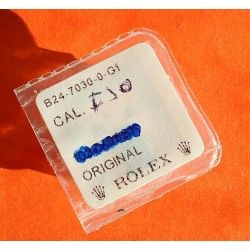 B24-7030-0-G1
CAL.
ORIGINAL
ROLEX